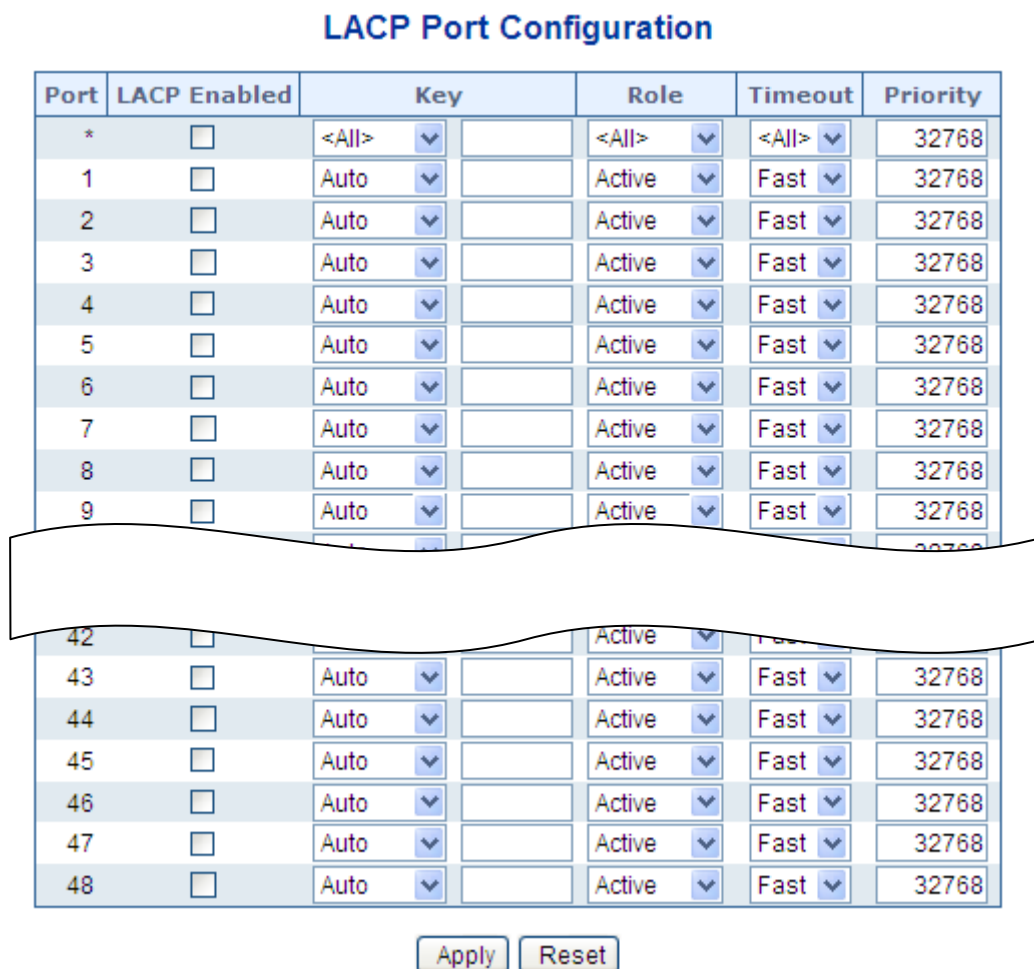 LACP Port Configuration
Port LACP Enabled Key Role Timeout Priority
* <All> <All> <All> 32768
1 Auto Active Fast 32768
2 Auto Active Fast 32768
3 Auto Active Fast 32768
4 Auto Active Fast 32768
5 Auto Active Fast 32768
6 Auto Active Fast 32768
7 Auto Active Fast 32768
8 Auto Active Fast 32768
9 Auto Active Fast 32768
42 Active
43 Auto Active Fast 32768
44 Auto Active Fast 32768
45 Auto Active Fast 32768
46 Auto Active Fast 32768
47 Auto Active Fast 32768
48 Auto Active Fast 32768
Apply Reset